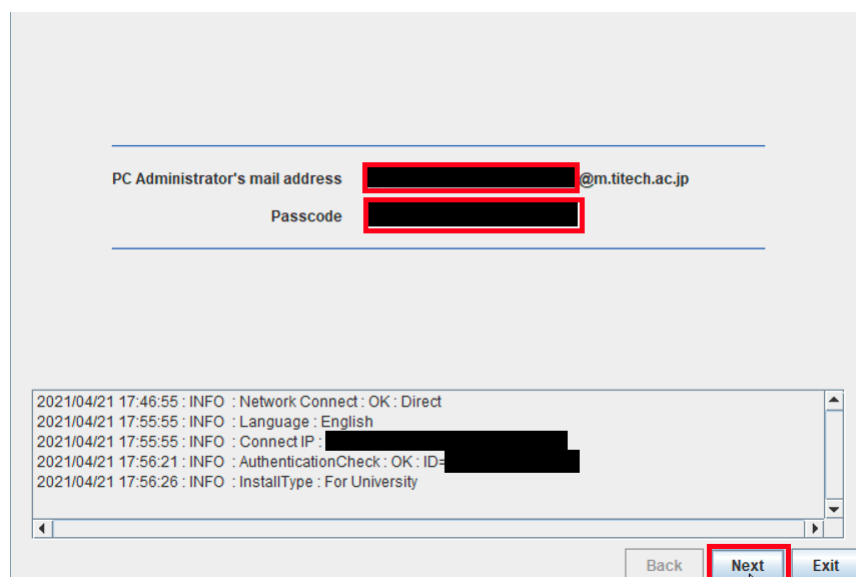 PC Administrator's mail address @m.titech.ac.jp
Passcode
2021/04/21 17:46:55 : INFO : Network Connect : OK : Direct
2021/04/21 17:55:55 : INFO : Language : English
2021/04/21 17:55:55 : INFO : Connect IP :
2021/04/21 17:56:21 : INFO : AuthenticationCheck : OK : ID=
2021/04/21 17:56:26 : INFO : InstallType : For University
Back Next Exit